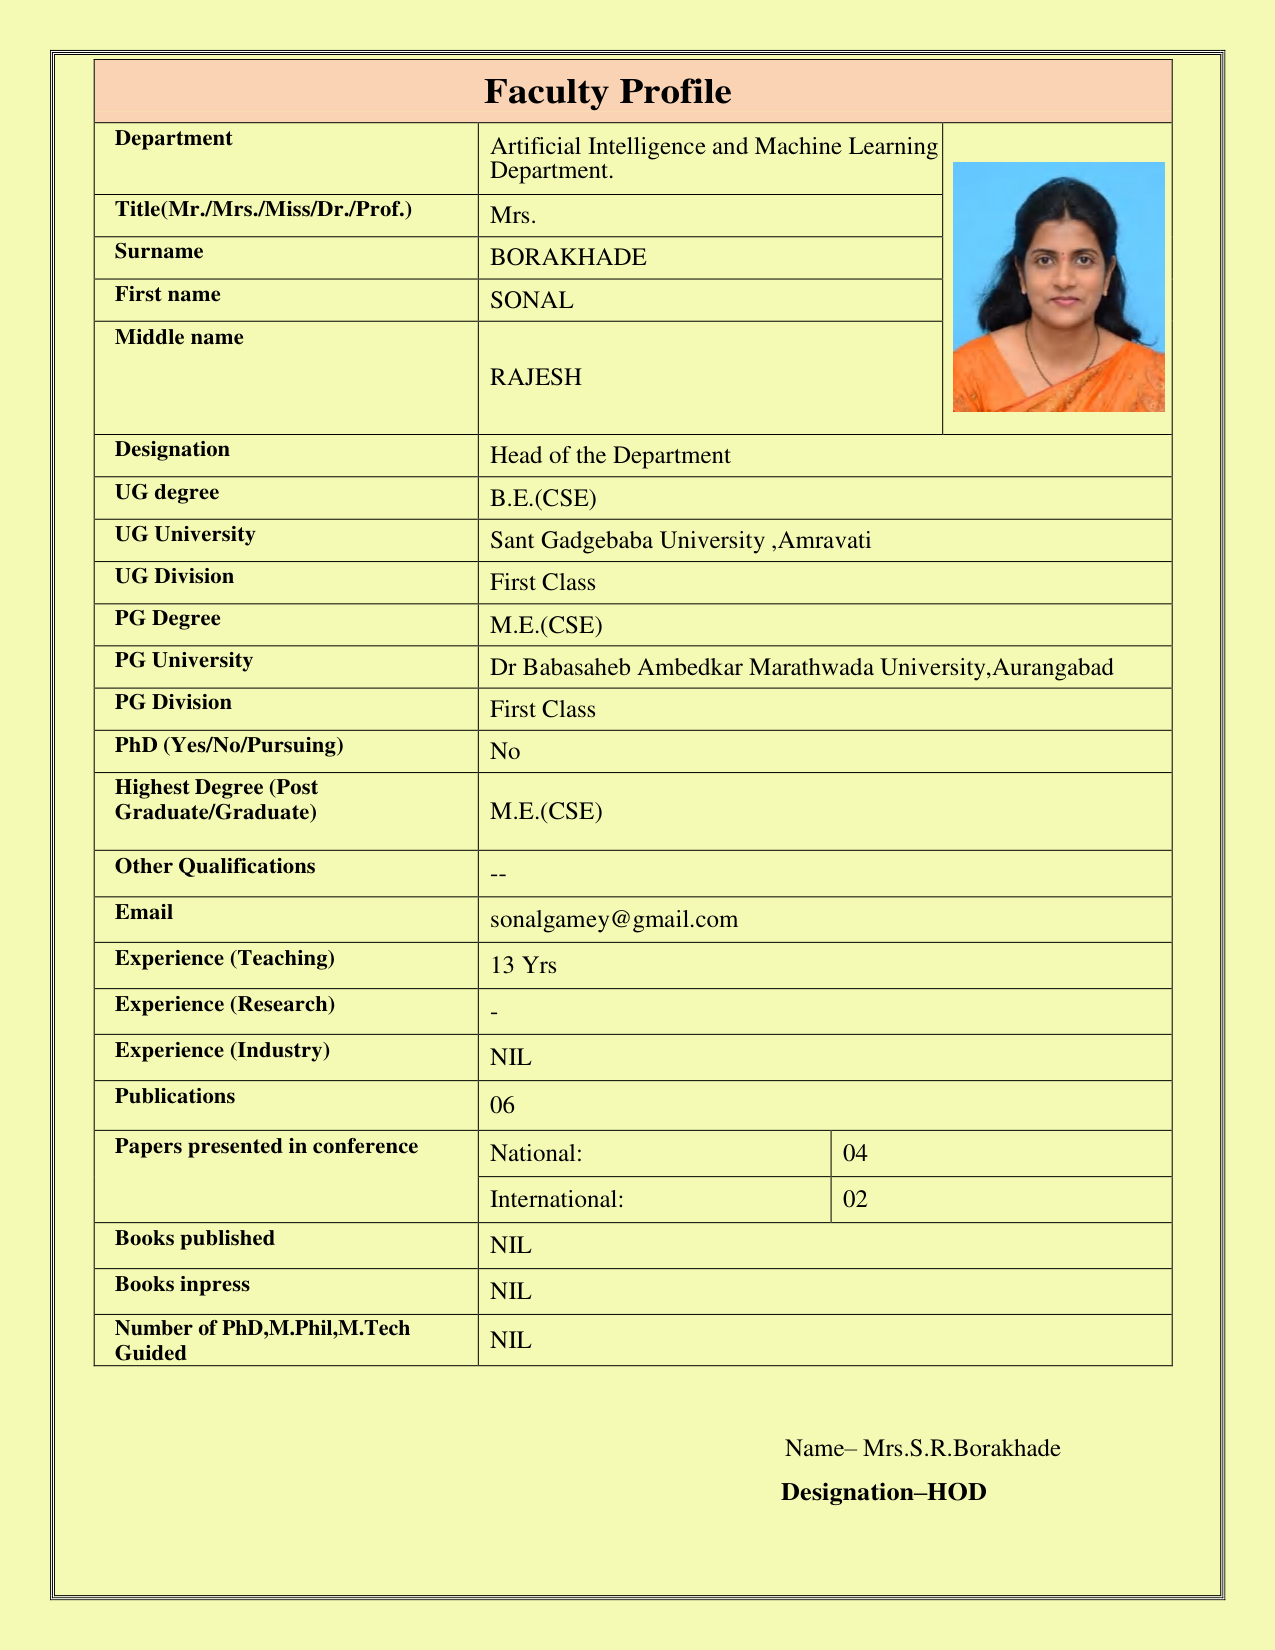 Faculty Profile
Department
Artificial Intelligence and Machine Learning
Department.
Title(Mr./Mrs./Miss/Dr./Prof.)
Mrs.
Surname
BORAKHADE
First name
SONAL
Middle name
RAJESH
Designation
Head of the Department
UG degree
B.E.(CSE)
UG University
Sant Gadgebaba University ,Amravati
UG Division
First Class
PG Degree
M.E.(CSE)
PG University
Dr Babasaheb Ambedkar Marathwada University,Aurangabad
PG Division
First Class
PhD (Yes/No/Pursuing)
No
Highest Degree (Post
Graduate/Graduate)
M.E.(CSE)
Other Qualifications
--
Email
sonalgamey@gmail.com
Experience (Teaching)
13 Yrs
Experience (Research)
-
Experience (Industry)
NIL
Publications
06
Papers presented in conference
National:
04
International:
02
Books published
NIL
Books inpress
NIL
Number of PhD,M.Phil,M.Tech
Guided
NIL
Name– Mrs.S.R.Borakhade
Designation–HOD